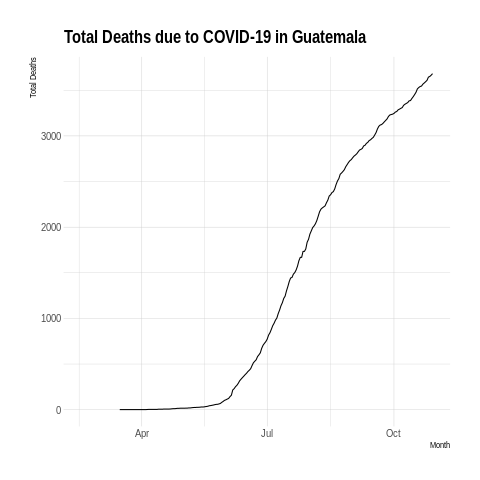 Total Deaths due to COVID-19 in Guatemala
Total Deaths
3000
2000
1000
0
Apr Jul Oct
Month